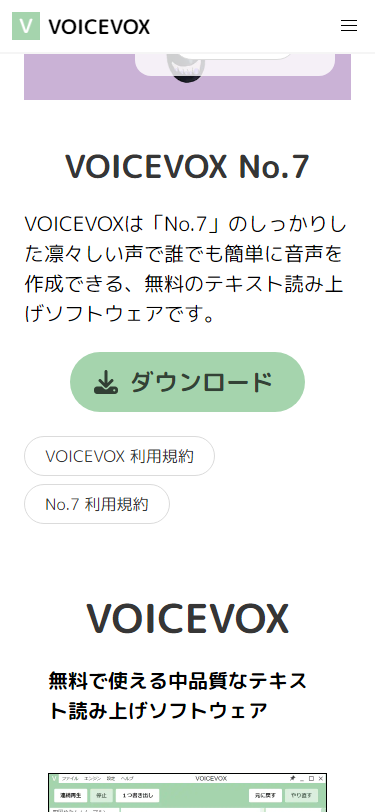 V VOICEVOX
VOICEVOX No.7
VOICEVOXは「No.7」のしっかりし
た凛々しい声で誰でも簡単に音声を
作成できる、無料のテキスト読み上
げソフトウェアです。
ダウンロード
VOICEVOX 利用規約
No.7 利用規約
VOICEVOX
無料で使える中品質なテキス
ト読み上げソフトウェア
V ファイル エンジン 設定 ヘルプ VOICEVOX
連続再生 停止 1つ書き出し 元に戻す やり直す